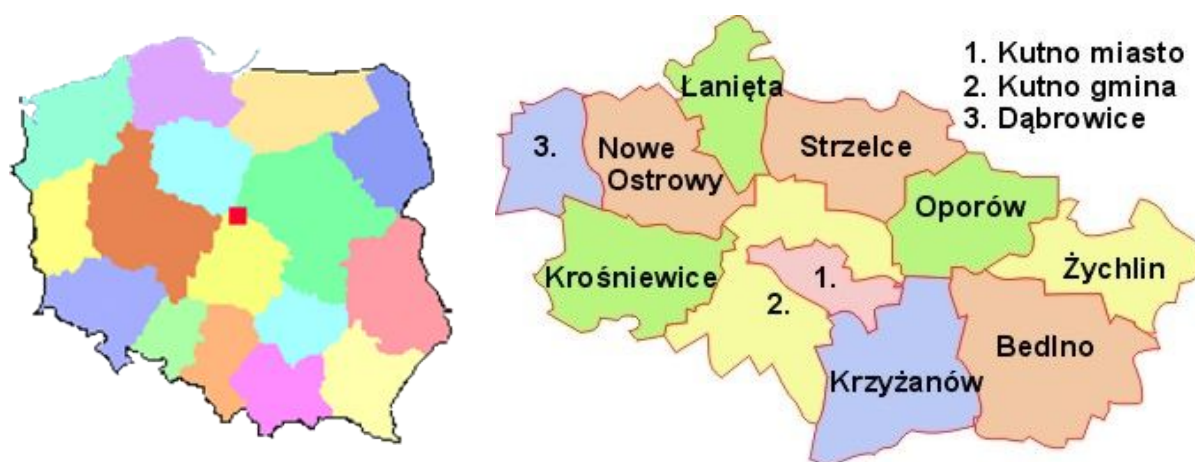 1. Kutno miasto
2. Kutno gmina
3. Dąbrowice
Łanięta
3.
Nowe
Ostrowy
Strzelce
Oporów
Krośniewice
1.
2.
Żychlin
Bedlno
Krzyżanów